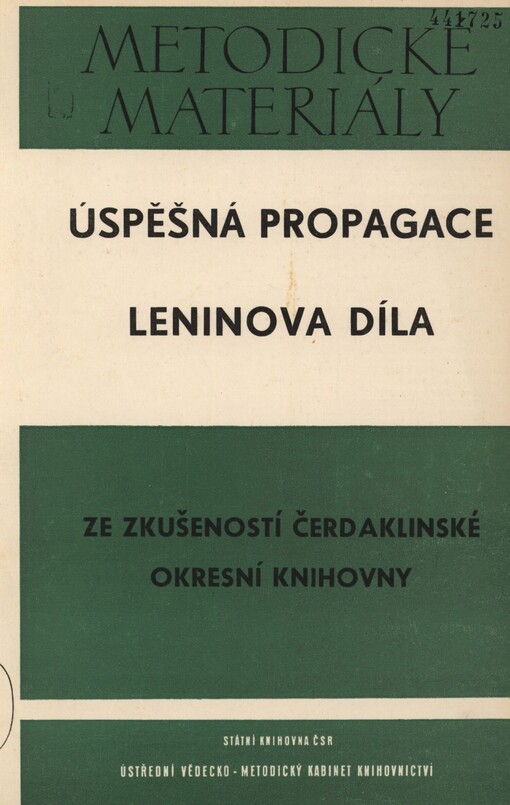 441725
METODICKÉ
MATERIÁLY
ÚSPĚŠNÁ PROPAGACE
LENINOVA DÍLA
ZE ZKUŠENOSTÍ ČERDAKLINSKÉ
OKRESNÍ KNIHOVNY
STÁTNÍ KNIHOVNA ČSR
ÚSTŘEDNÍ VĚDECKO - METODICKÝ KABINET KNIHOVNICTVÍ